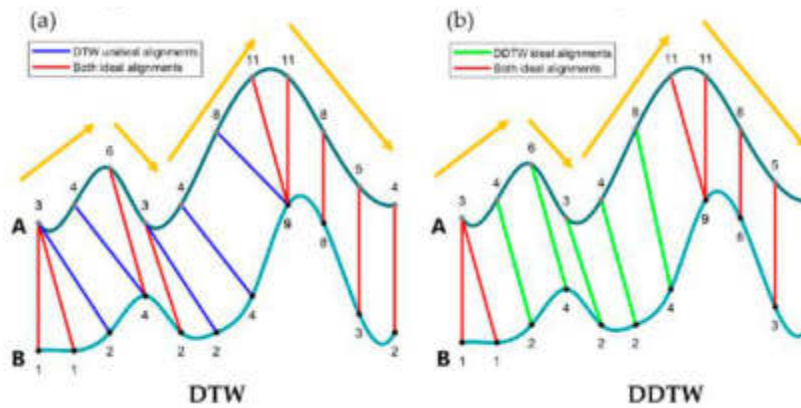 (a)
DTW unideal alignments
Both ideal alignments
3 4 6 3 4 8 11 11 8 5 4
A
B
1 1 2 4 2 2 4 9 8 3 2
DTW
(b)
DDTW ideal alignments
Both ideal alignments
3 4 6 3 4 8 11 11 8 5
A
B
1 1 2 4 2 2 4 9 8 3
DDTW